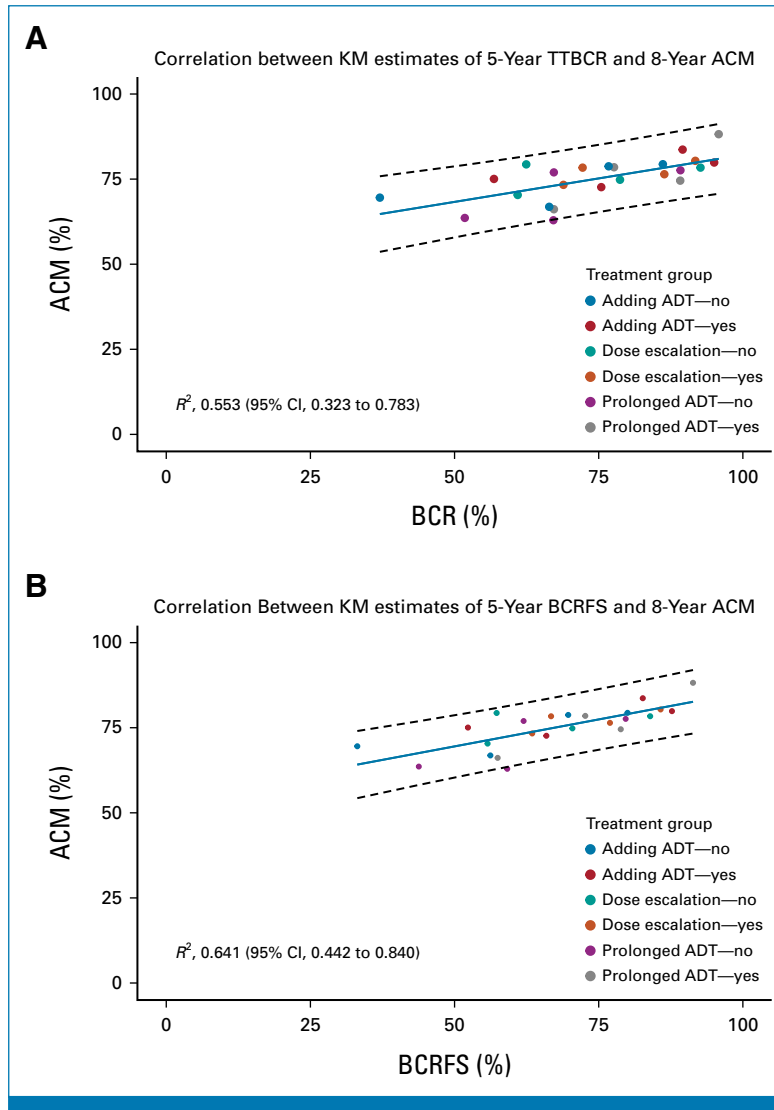 A
Correlation between KM estimates of 5-Year TTBCR and 8-Year ACM
100
75
50
25
0
ACM (%)
Treatment group
Adding ADT—no
Adding ADT—yes
Dose escalation—no
Dose escalation—yes
Prolonged ADT—no
Prolonged ADT—yes
R², 0.553 (95% CI, 0.323 to 0.783)
0 25 50 75 100
BCR (%)
B
Correlation Between KM estimates of 5-Year BCRFS and 8-Year ACM
100
75
50
25
0
ACM (%)
Treatment group
Adding ADT—no
Adding ADT—yes
Dose escalation—no
Dose escalation—yes
Prolonged ADT—no
Prolonged ADT—yes
R², 0.641 (95% CI, 0.442 to 0.840)
0 25 50 75 100
BCRFS (%)